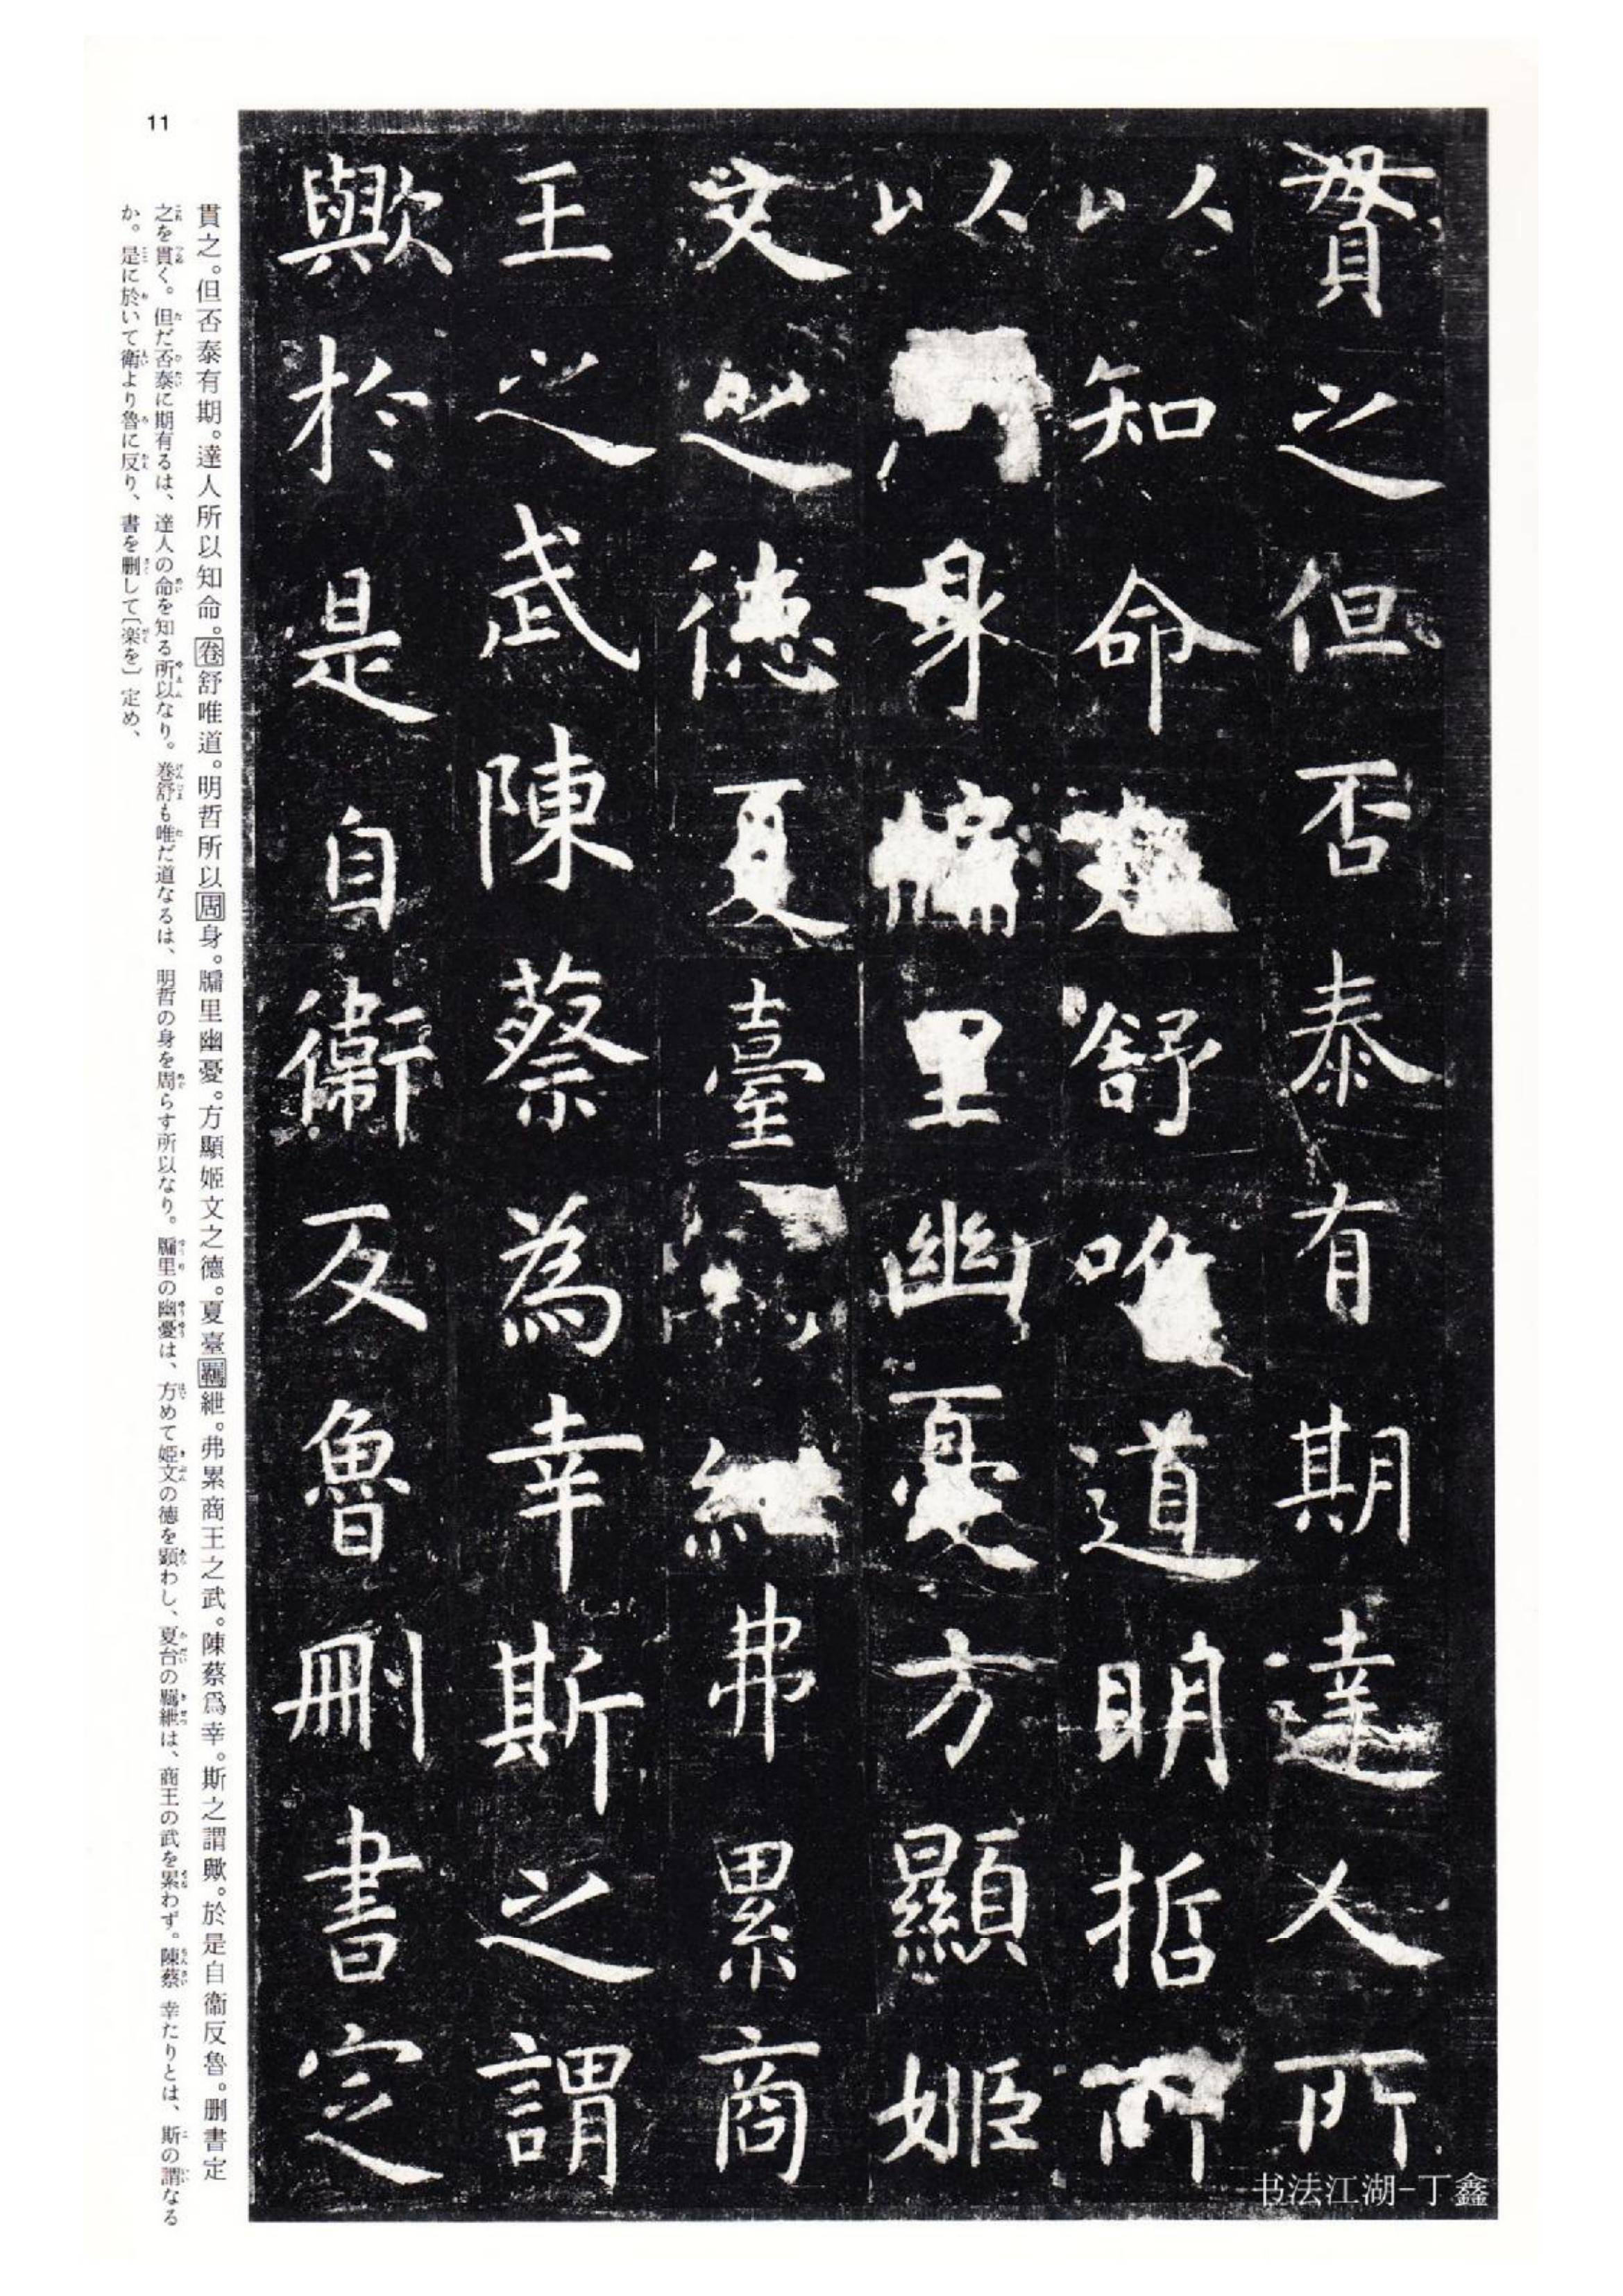 貫之但否泰有期達人所
以知命卷舒唯道明哲所
以身牖里幽憂方顯姬
文之德夏臺紲弗累商
王之武陳蔡為幸斯之謂
歟於是自衞反魯刪書定
貫之。但否泰有期。達人所以知命。卷舒唯道。明哲所以周身。牖里幽憂。方顯姬文之德。夏臺羈紲。弗累商王之武。陳蔡爲幸。斯之謂歟。於是自衞反魯。删書定
之を貫く。但だ否泰に期有るは、達人の命を知る所以なり。卷舒も唯だ道なるは、明哲の身を周らす所以なり。牖里の幽憂は、方めて姫文の徳を顕わし、夏台の羈紲は、商王の武を累わず。陳蔡 幸たりとは、斯の謂なる
か。是に於いて衛より魯に反り、書を删して〔楽を〕定め、
11
书法江湖-丁鑫